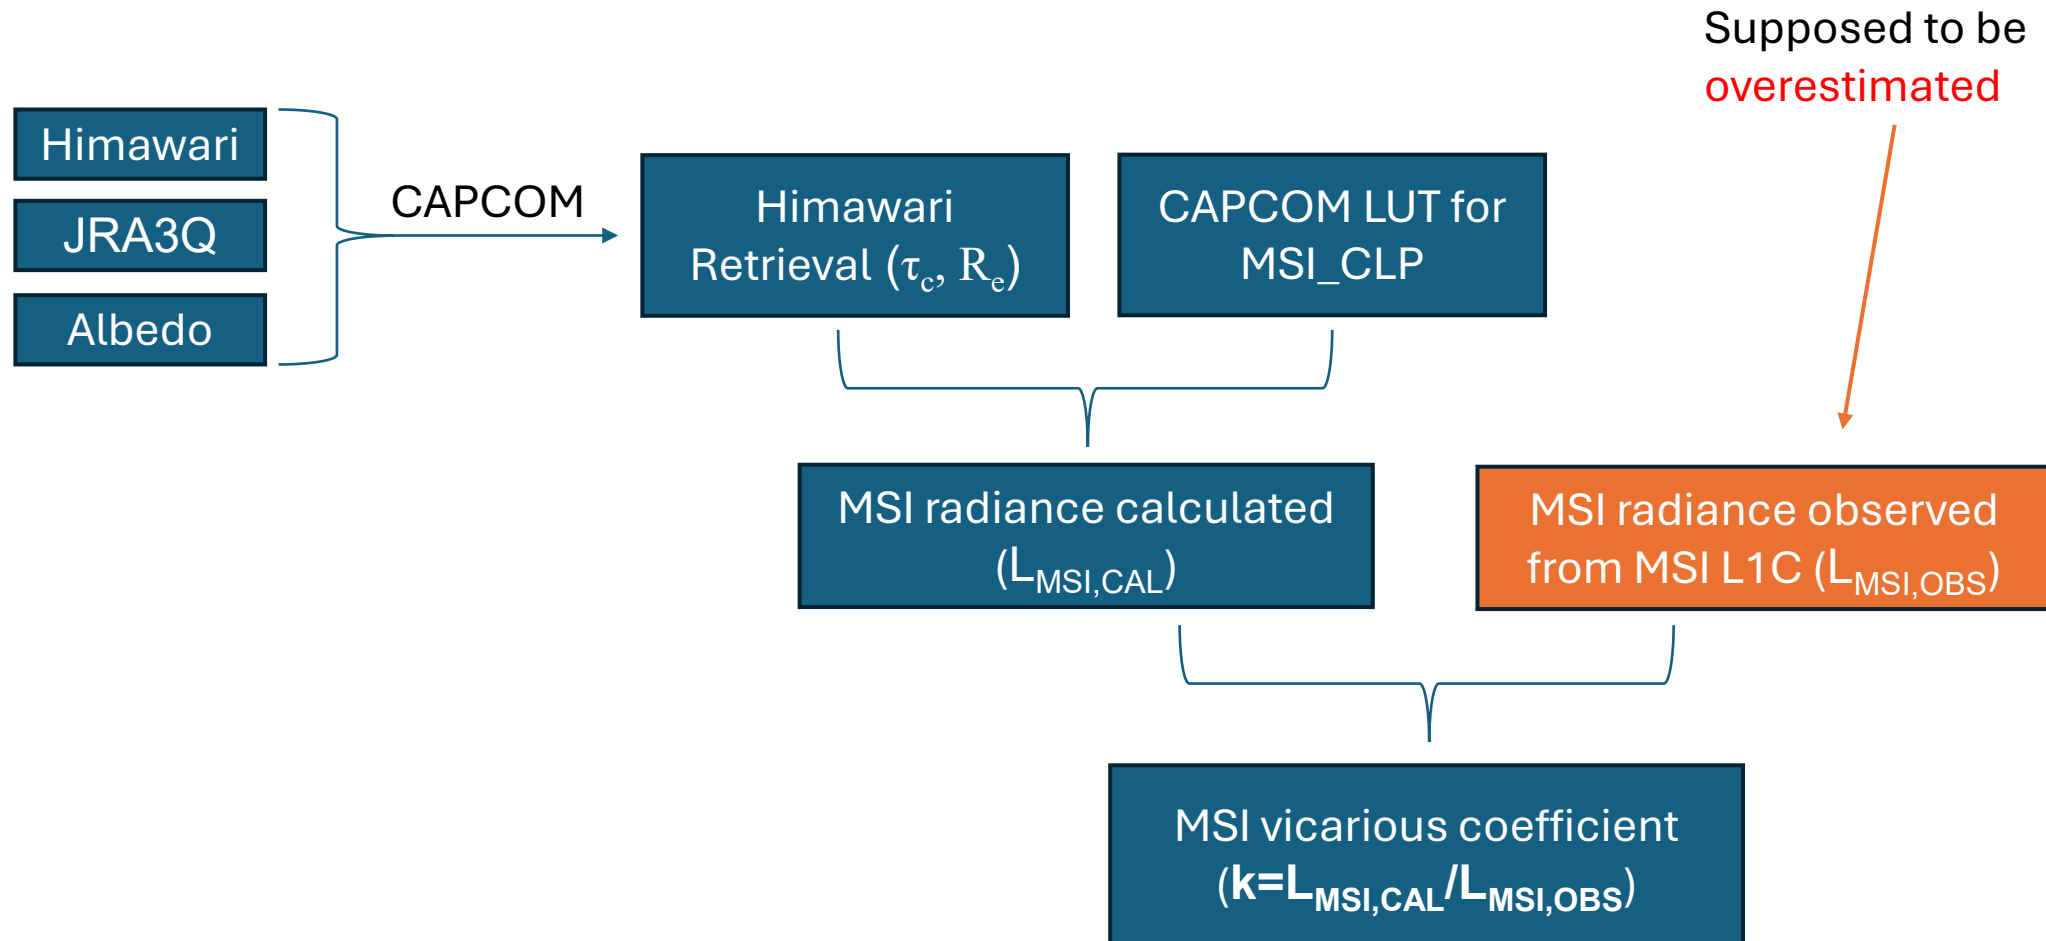 Supposed to be
overestimated
Himawari
JRA3Q
Albedo
CAPCOM
Himawari
Retrieval (τc, Re)
CAPCOM LUT for
MSI_CLP
MSI radiance calculated
(LMSI,CAL)
MSI radiance observed
from MSI L1C (LMSI,OBS)
MSI vicarious coefficient
(k=LMSI,CAL/LMSI,OBS)